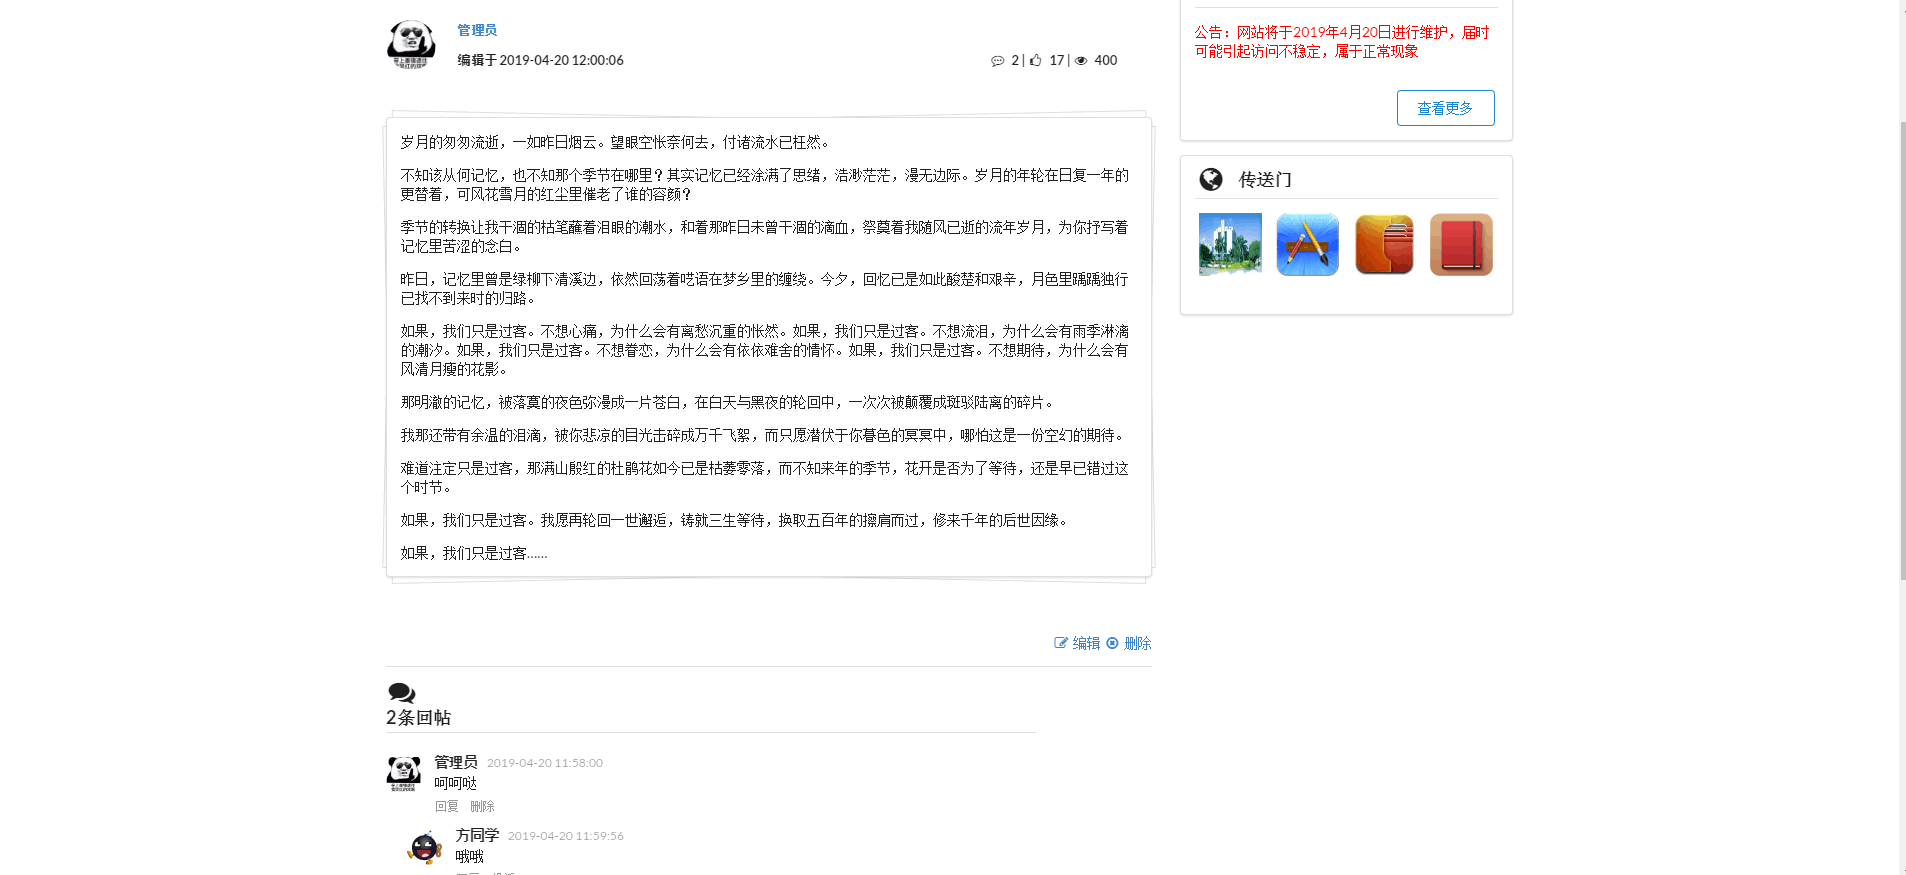 管理员
编辑于 2019-04-20 12:00:06
2 | 17 | 400
岁月的匆匆流逝，一如昨日烟云。望眼空怅奈何去，付诸流水已枉然。
不知该从何记忆，也不知那个季节在哪里？其实记忆已经涂满了思绪，浩渺茫茫，漫无边际。岁月的年轮在日复一年的
更替着，可风花雪月的红尘里催老了谁的容颜？
季节的转换让我干涸的枯笔蘸着泪眼的潮水，和着那昨日未曾干涸的滴血，祭奠着我随风已逝的流年岁月，为你抒写着
记忆里苦涩的念白。
昨日，记忆里曾是绿柳下清溪边，依然回荡着呓语在梦乡里的缠绕。今夕，回忆已是如此酸楚和艰辛，月色里踽踽独行
已找不到来时的归路。
如果，我们只是过客。不想心痛，为什么会有离愁沉重的怅然。如果，我们只是过客。不想流泪，为什么会有雨季淋漓
的潮汐。如果，我们只是过客。不想眷恋，为什么会有依依难舍的情怀。如果，我们只是过客。不想期待，为什么会有
风清月瘦的花影。
那明澈的记忆，被落寞的夜色弥漫成一片苍白，在白天与黑夜的轮回中，一次次被颠覆成斑驳陆离的碎片。
我那还带有余温的泪滴，被你悲凉的目光击碎成万千飞絮，而只愿潜伏于你暮色的冥冥中，哪怕这是一份空幻的期待。
难道注定只是过客，那满山殷红的杜鹃花如今已是枯萎零落，而不知来年的季节，花开是否为了等待，还是早已错过这
个时节。
如果，我们只是过客。我愿再轮回一世邂逅，铸就三生等待，换取五百年的擦肩而过，修来千年的后世因缘。
如果，我们只是过客……
编辑 删除
2条回帖
管理员 2019-04-20 11:58:00
呵呵哒
回复 删除
方同学 2019-04-20 11:59:56
哦哦
公告：网站将于2019年4月20日进行维护，届时
可能引起访问不稳定，属于正常现象
查看更多
传送门